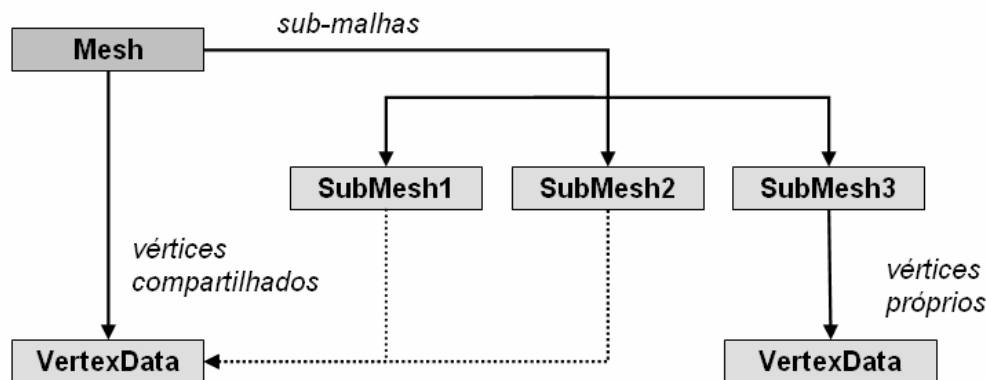 sub-malhas
Mesh
SubMesh1
SubMesh2
SubMesh3
vértices
compartilhados
vértices
próprios
VertexData
VertexData